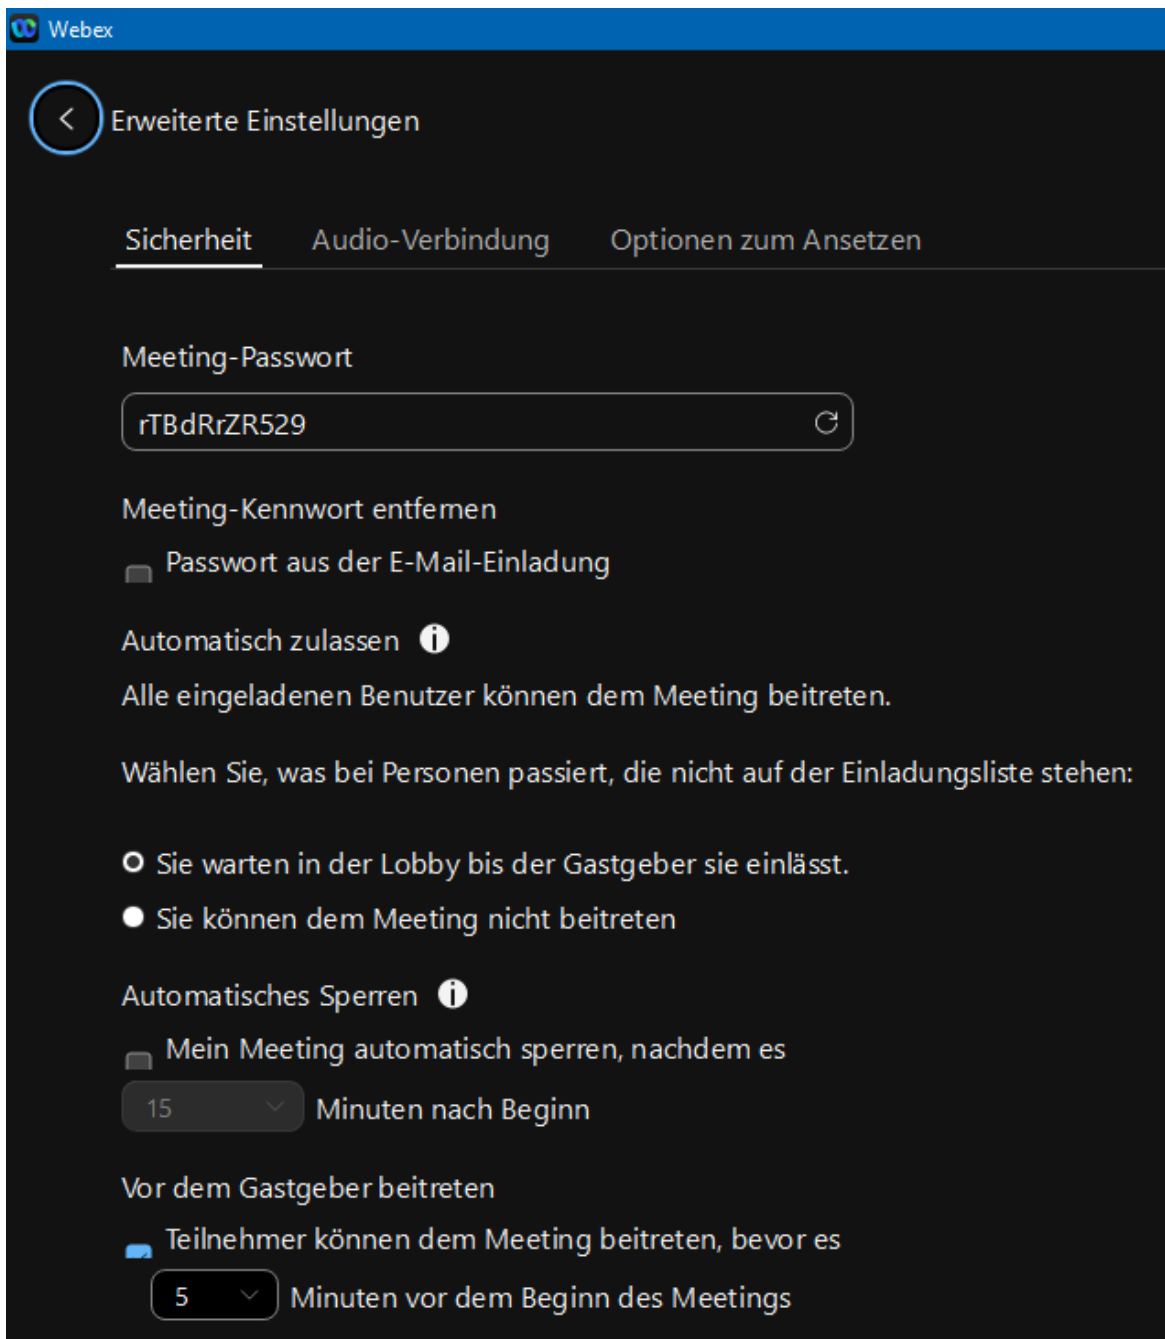 Webex
Erweiterte Einstellungen
Sicherheit Audio-Verbindung Optionen zum Ansetzen
Meeting-Passwort
rTBdRrZR529
Meeting-Kennwort entfernen
Passwort aus der E-Mail-Einladung
Automatisch zulassen
Alle eingeladenen Benutzer können dem Meeting beitreten.
Wählen Sie, was bei Personen passiert, die nicht auf der Einladungsliste stehen:
Sie warten in der Lobby bis der Gastgeber sie einlässt.
Sie können dem Meeting nicht beitreten
Automatisches Sperren
Mein Meeting automatisch sperren, nachdem es
15 Minuten nach Beginn
Vor dem Gastgeber beitreten
Teilnehmer können dem Meeting beitreten, bevor es
5 Minuten vor dem Beginn des Meetings